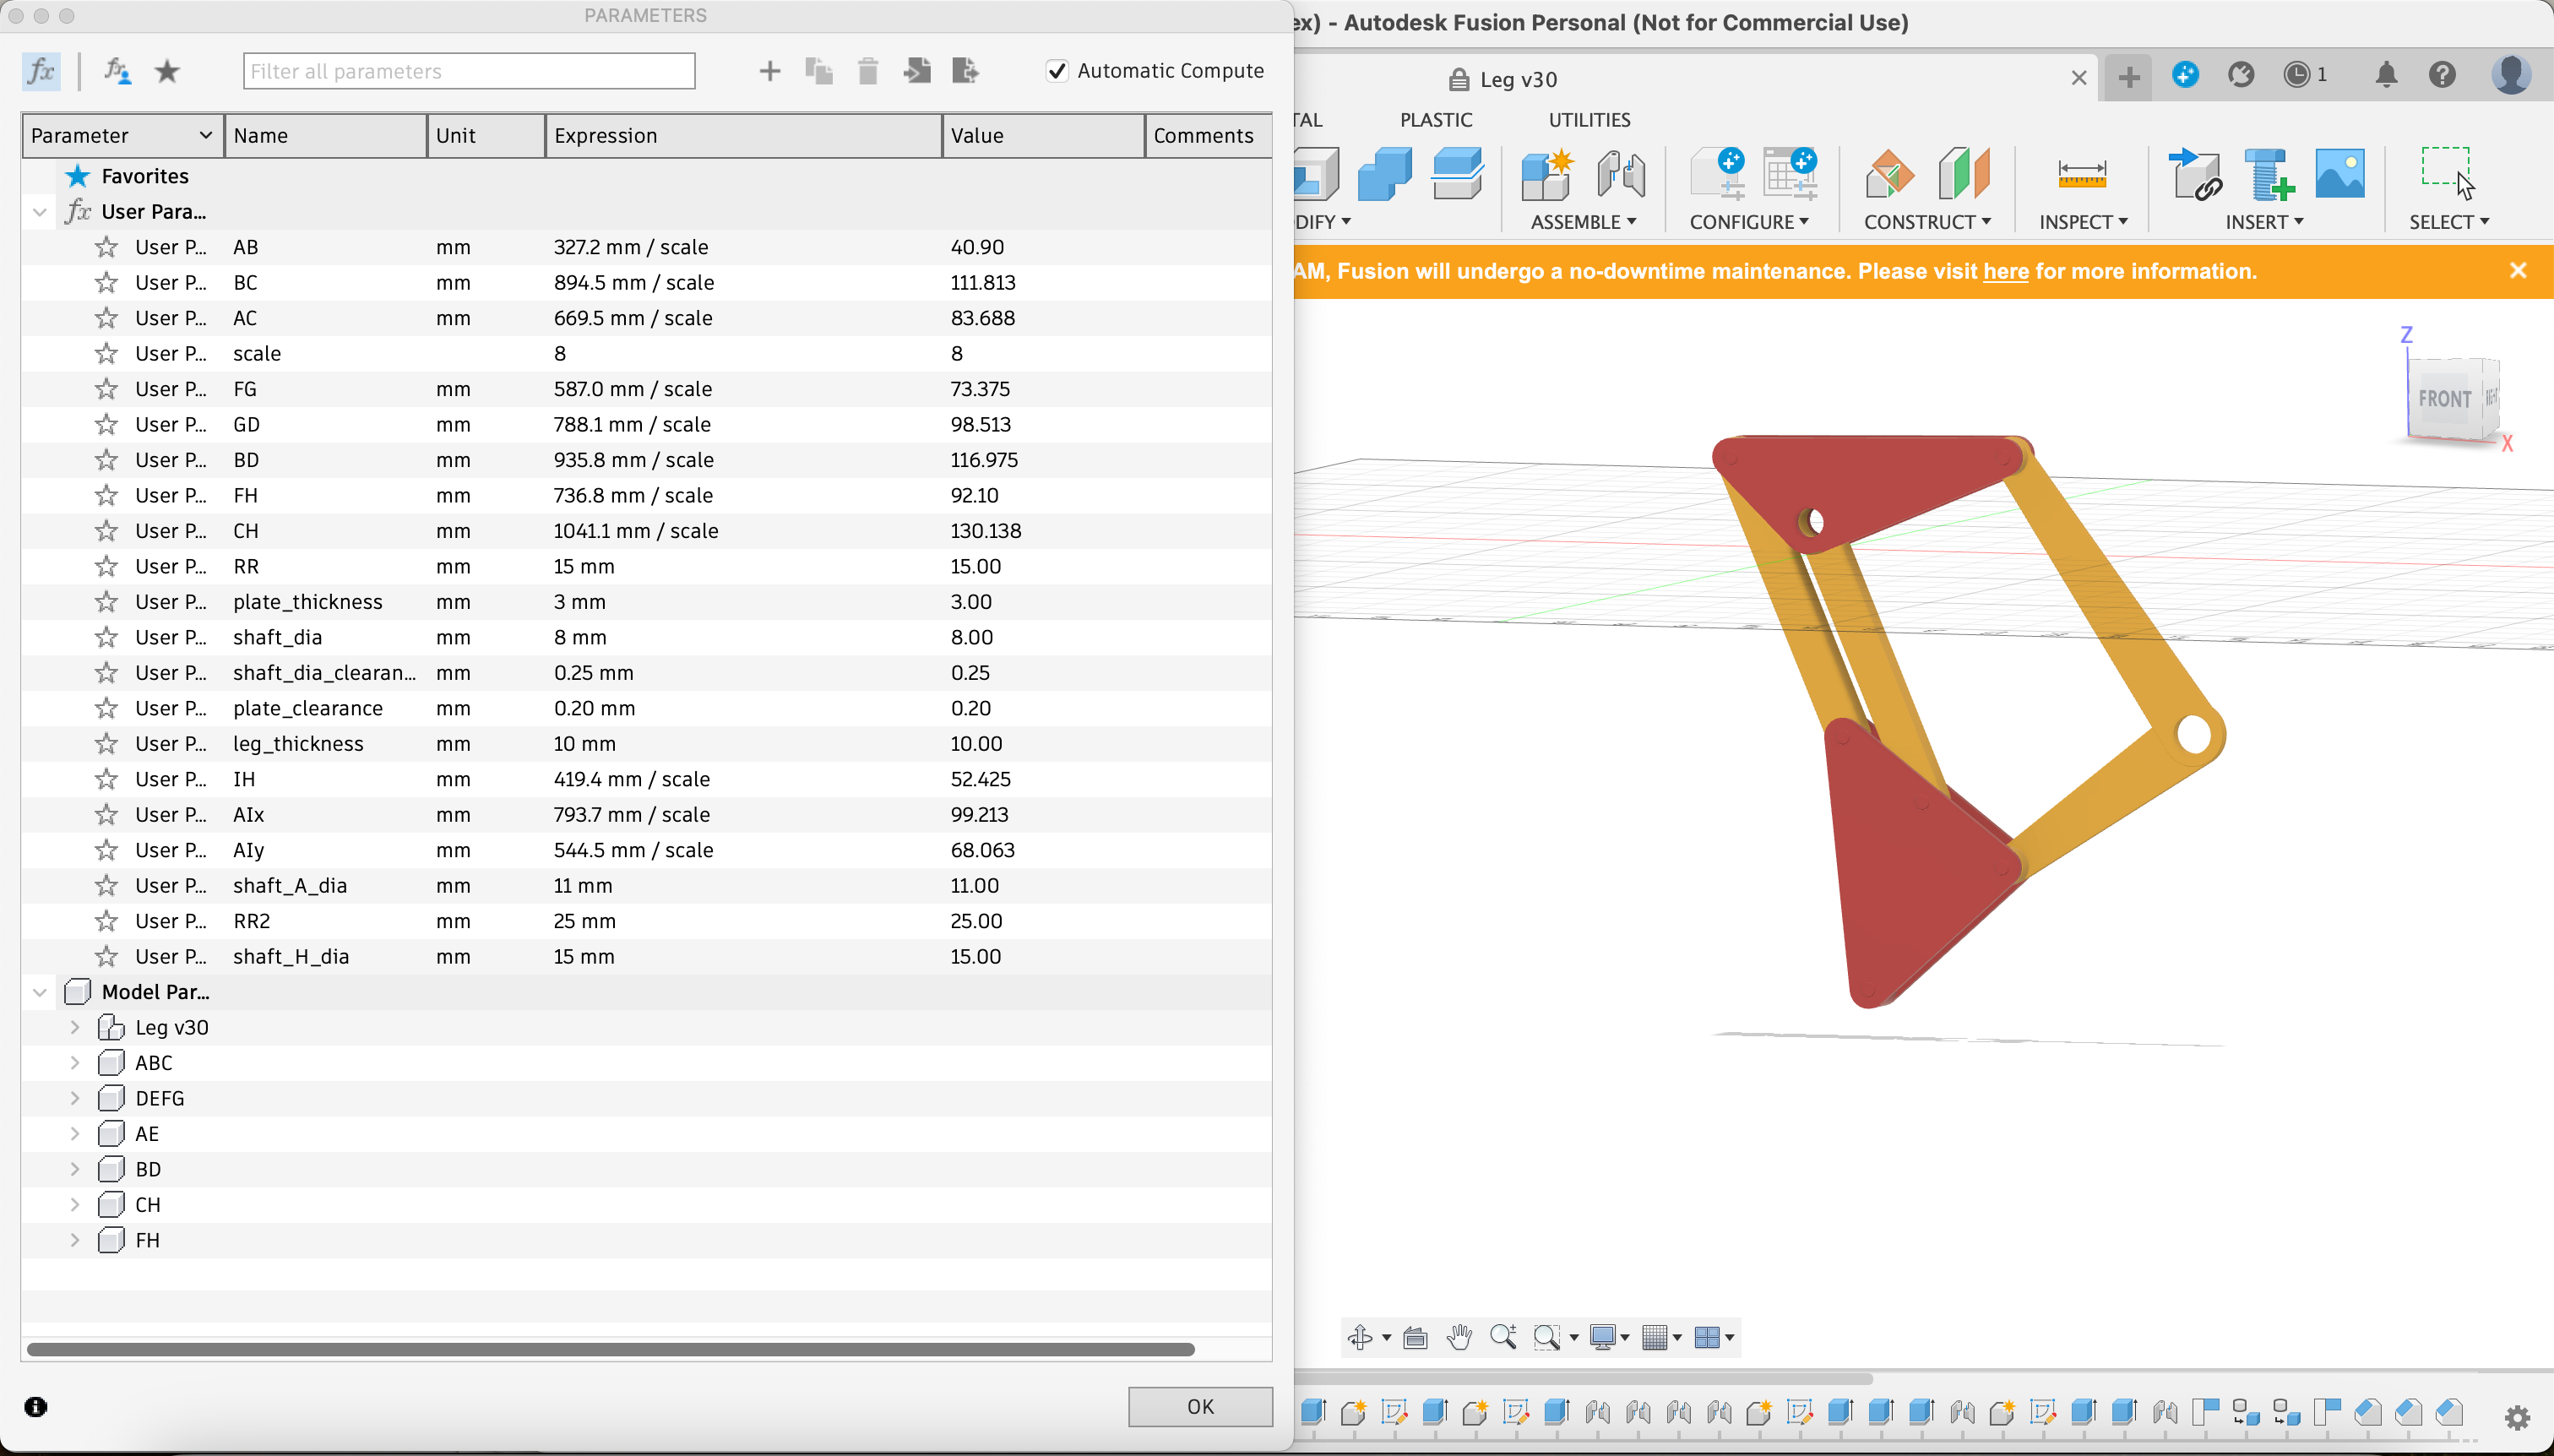 PARAMETERS
ex) - Autodesk Fusion Personal (Not for Commercial Use)
fx
Filter all parameters
Automatic Compute
Leg v30
1
TAL PLASTIC UTILITIES
Parameter Name Unit Expression Value Comments
DIFY ASSEMBLE CONFIGURE CONSTRUCT INSPECT INSERT SELECT
AM, Fusion will undergo a no-downtime maintenance. Please visit here for more information.
Favorites
fx User Para...
User P... AB mm 327.2 mm / scale 40.90
User P... BC mm 894.5 mm / scale 111.813
User P... AC mm 669.5 mm / scale 83.688
User P... scale 8 8
User P... FG mm 587.0 mm / scale 73.375
User P... GD mm 788.1 mm / scale 98.513
User P... BD mm 935.8 mm / scale 116.975
User P... FH mm 736.8 mm / scale 92.10
User P... CH mm 1041.1 mm / scale 130.138
User P... RR mm 15 mm 15.00
User P... plate_thickness mm 3 mm 3.00
User P... shaft_dia mm 8 mm 8.00
User P... shaft_dia_clearan... mm 0.25 mm 0.25
User P... plate_clearance mm 0.20 mm 0.20
User P... leg_thickness mm 10 mm 10.00
User P... IH mm 419.4 mm / scale 52.425
User P... AIx mm 793.7 mm / scale 99.213
User P... AIy mm 544.5 mm / scale 68.063
User P... shaft_A_dia mm 11 mm 11.00
User P... RR2 mm 25 mm 25.00
User P... shaft_H_dia mm 15 mm 15.00
Model Par...
Leg v30
ABC
DEFG
AE
BD
CH
FH
OK
Z
FRONT
X